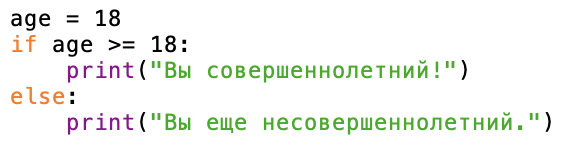 age = 18
if age >= 18:
    print("Вы совершеннолетний!")
else:
    print("Вы еще несовершеннолетний.")